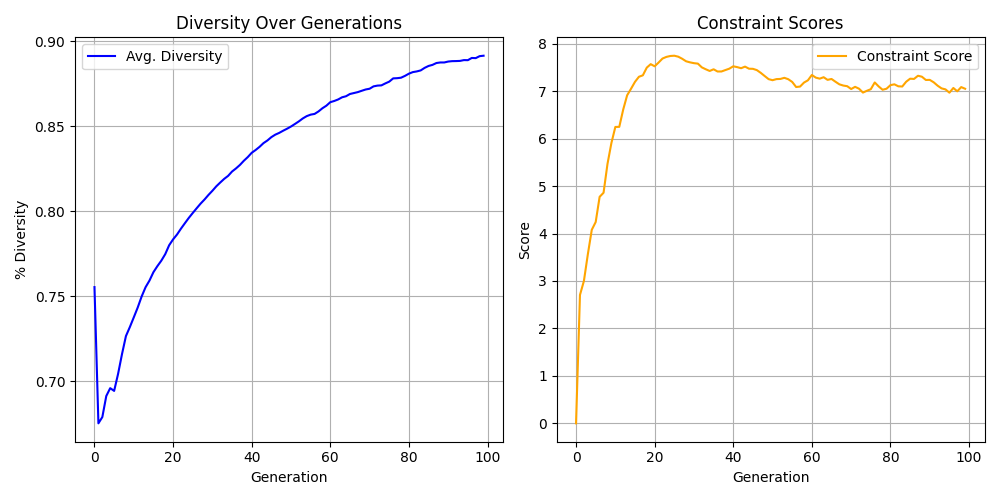 Diversity Over Generations
Avg. Diversity
% Diversity
0.90
0.85
0.80
0.75
0.70
0 20 40 60 80 100
Generation
Constraint Scores
Constraint Score
Score
8
7
6
5
4
3
2
1
0
0 20 40 60 80 100
Generation